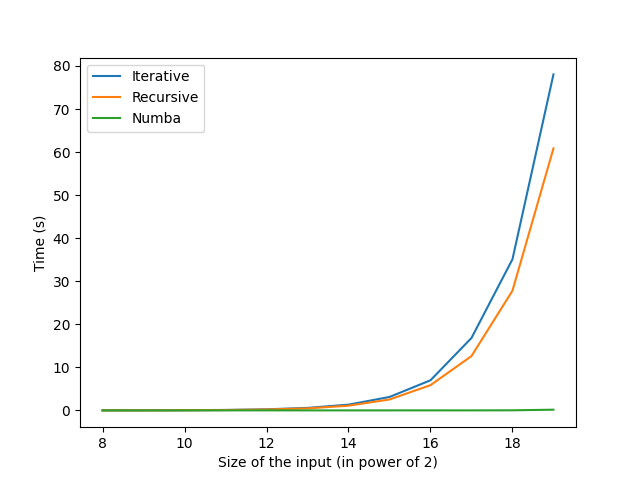 Iterative
Recursive
Numba
80
70
60
50
40
30
20
10
0
Time (s)
8 10 12 14 16 18
Size of the input (in power of 2)